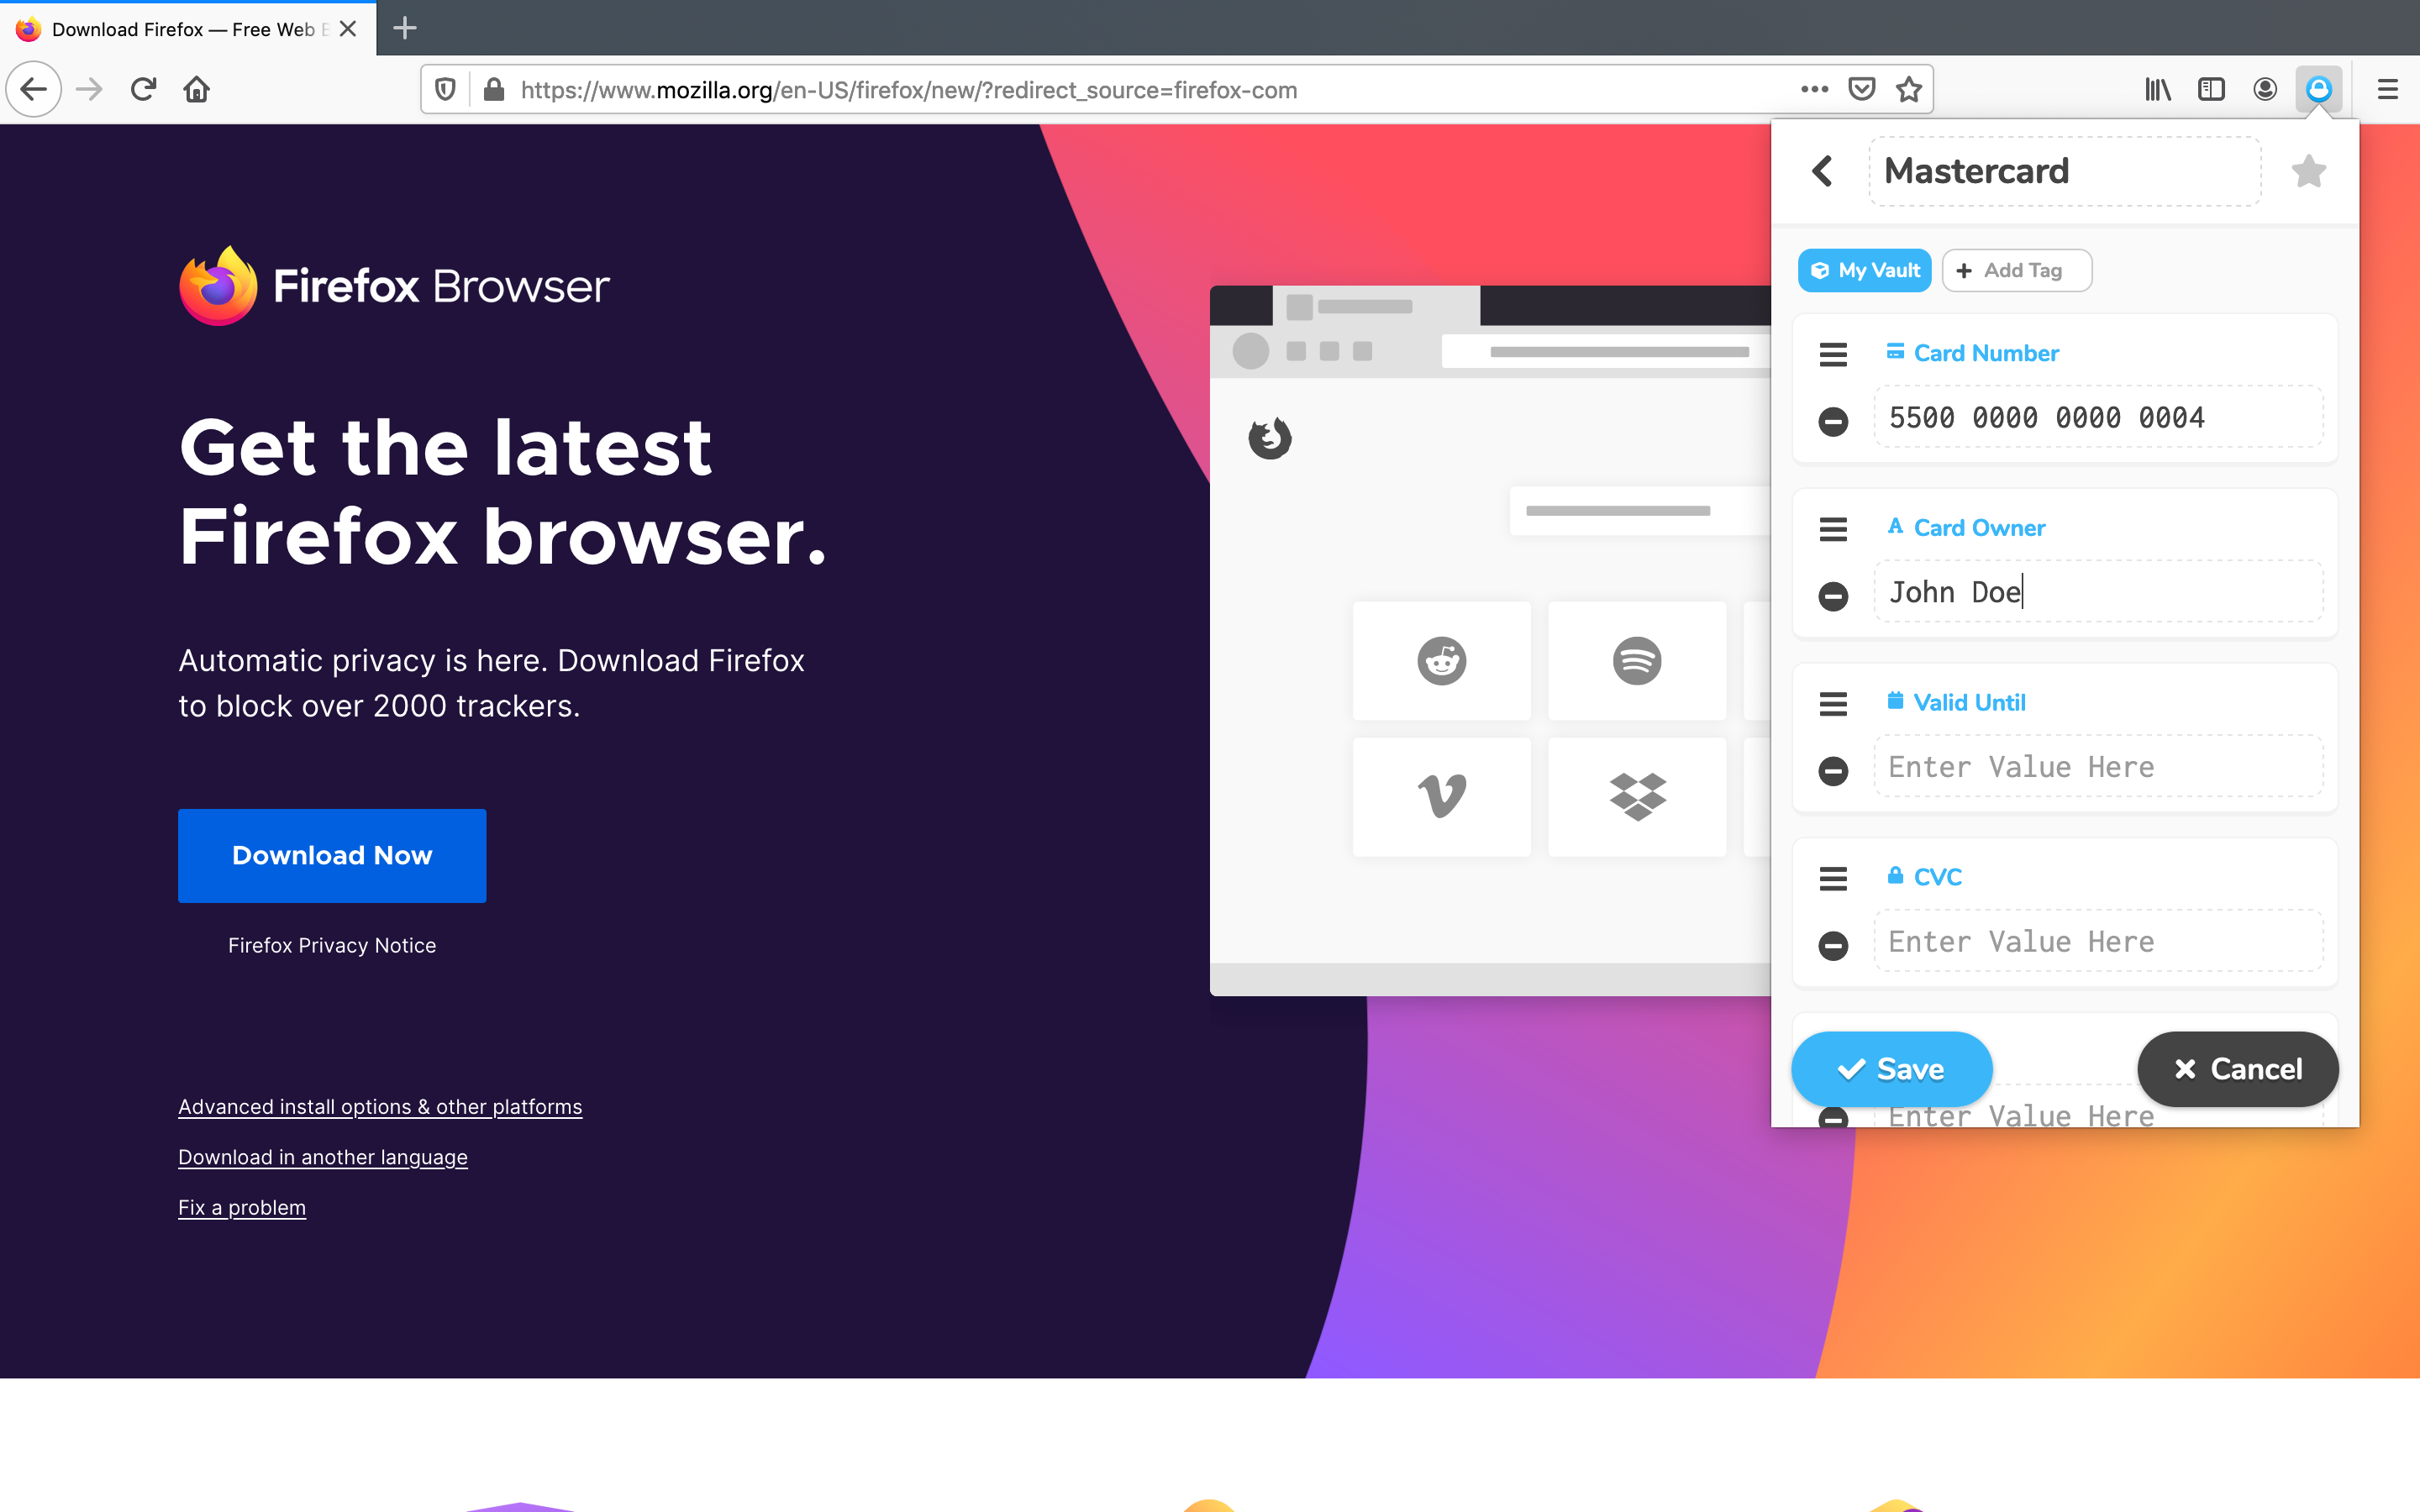 Download Firefox — Free Web
https://www.mozilla.org/en-US/firefox/new/?redirect_source=firefox-com
Firefox Browser
Get the latest
Firefox browser.
Automatic privacy is here. Download Firefox
to block over 2000 trackers.
Download Now
Firefox Privacy Notice
Advanced install options & other platforms
Download in another language
Fix a problem
Mastercard
My Vault
Add Tag
Card Number
5500 0000 0000 0004
Card Owner
John Doe
Valid Until
Enter Value Here
CVC
Enter Value Here
Save
Cancel
Enter Value Here